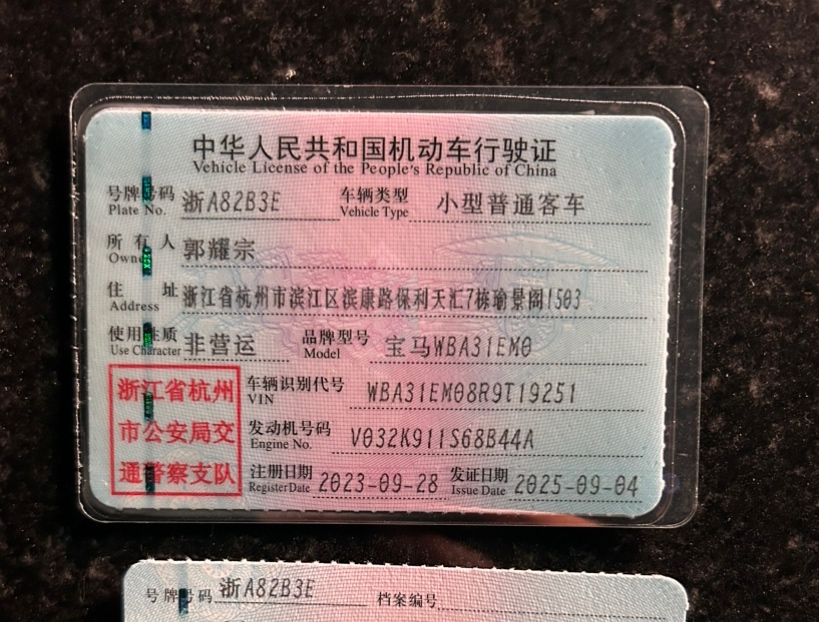 中华人民共和国机动车行驶证
Vehicle License of the People's Republic of China
号牌号码 浙A82B3E 车辆类型 小型普通客车
Plate No. Vehicle Type
所有人 郭耀宗
Owner
住址 浙江省杭州市滨江区滨康路保利天汇7栋瑜景阁1503
Address
使用性质 非营运 品牌型号 宝马WBA31EM0
Use Character Model
浙江省杭州
市公安局交
通警察支队
车辆识别代号 WBA31EM08R9T19251
VIN
发动机号码 V032K911S68B44A
Engine No.
注册日期 2023-09-28 发证日期 2025-09-04
Register Date Issue Date
号牌号码 浙A82B3E 档案编号